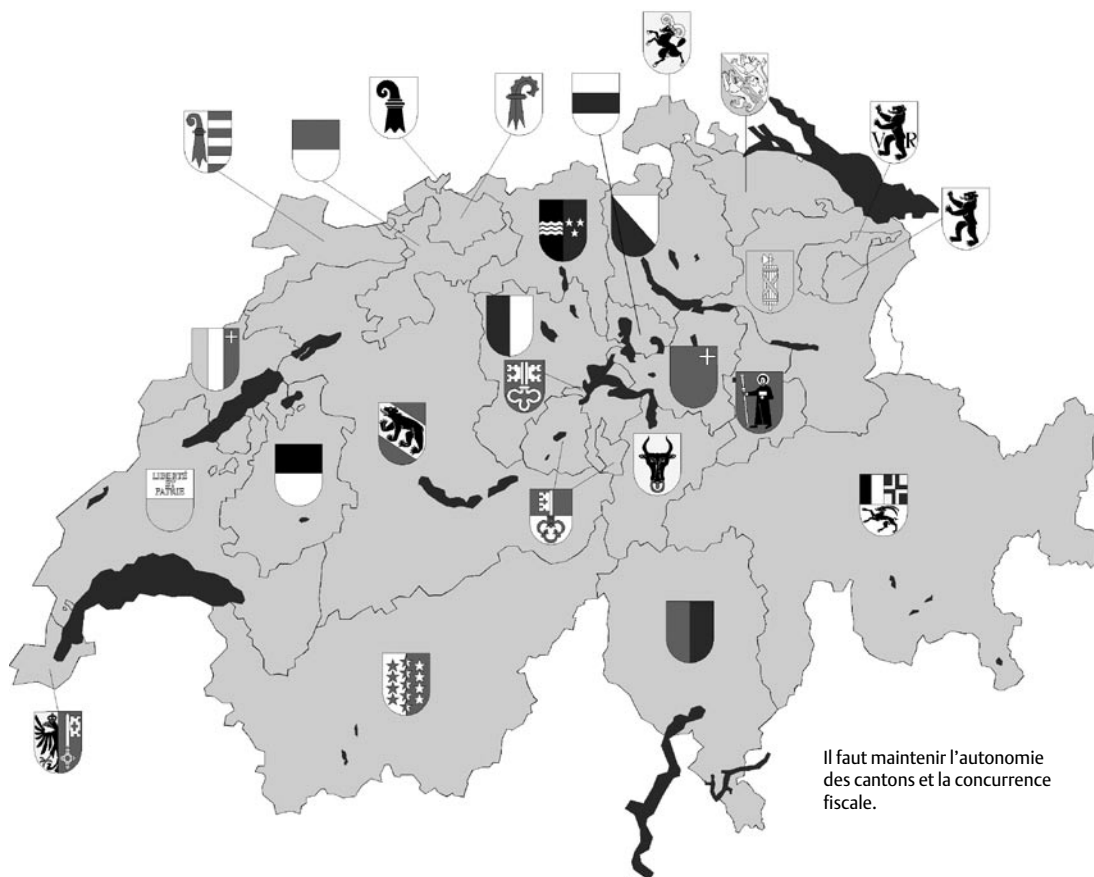 V R
LIBERTÉ
ET
PATRIE
Il faut maintenir l'autonomie
des cantons et la concurrence
fiscale.